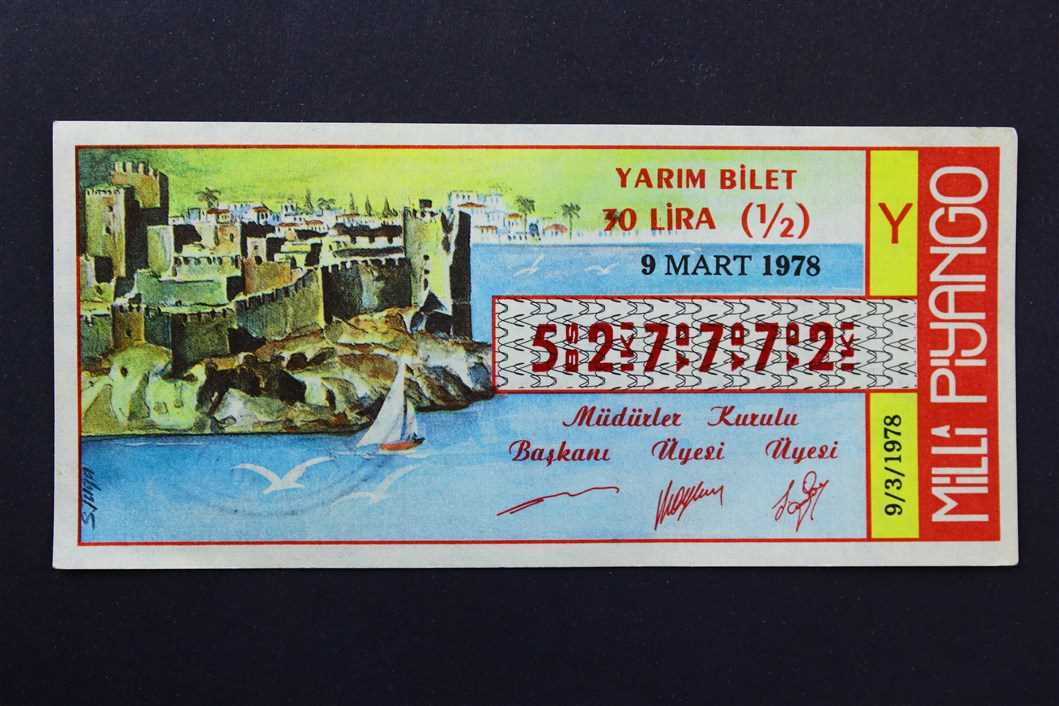 YARIM BİLET
30 LİRA (1/2)
9 MART 1978
5 2 7 7 7 2
Müdürler Kurulu
Başkanı Üyesi Üyesi
Y
9/3/1978
MİLLİ PİYANGO